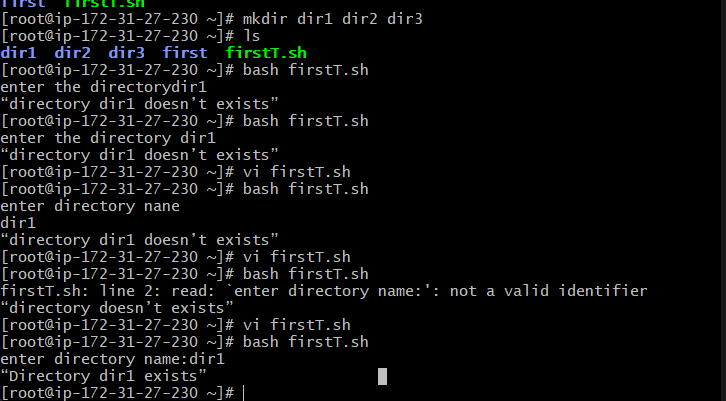 first  firstT.sh
[root@ip-172-31-27-230 ~]# mkdir dir1 dir2 dir3
[root@ip-172-31-27-230 ~]# ls
dir1  dir2  dir3  first  firstT.sh
[root@ip-172-31-27-230 ~]# bash firstT.sh
enter the directorydir1
“directory dir1 doesn’t exists”
[root@ip-172-31-27-230 ~]# bash firstT.sh
enter the directory dir1
“directory dir1 doesn’t exists”
[root@ip-172-31-27-230 ~]# vi firstT.sh
[root@ip-172-31-27-230 ~]# bash firstT.sh
enter directory nane
dir1
“directory dir1 doesn’t exists”
[root@ip-172-31-27-230 ~]# vi firstT.sh
[root@ip-172-31-27-230 ~]# bash firstT.sh
firstT.sh: line 2: read: `enter directory name:': not a valid identifier
“directory doesn’t exists”
[root@ip-172-31-27-230 ~]# vi firstT.sh
[root@ip-172-31-27-230 ~]# bash firstT.sh
enter directory name:dir1
“Directory dir1 exists”
[root@ip-172-31-27-230 ~]#